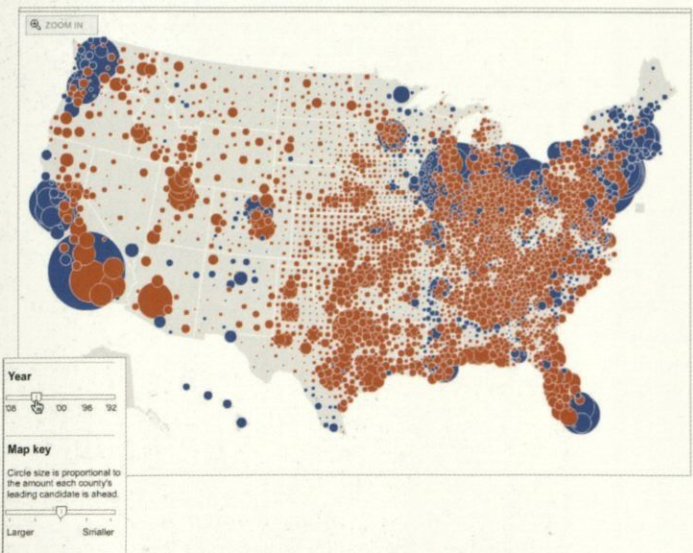 ZOOM IN
Year
'08 '00 '96 '92
Map key
Circle size is proportional to
the amount each county's
leading candidate is ahead.
Larger Smaller